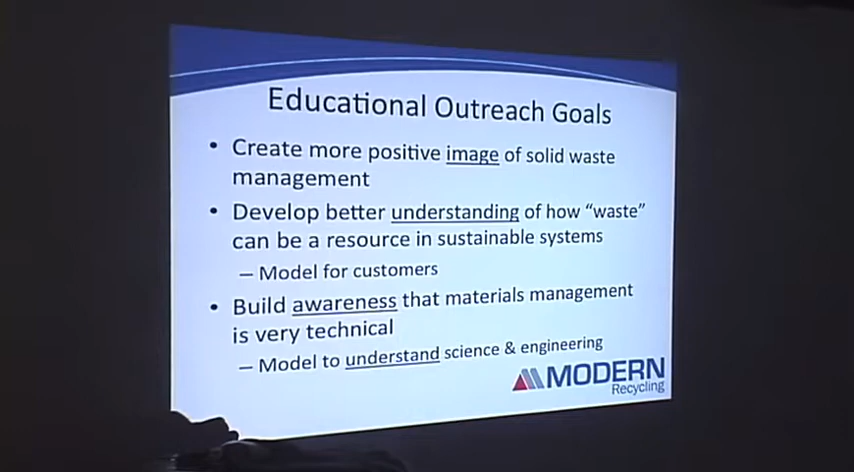 Educational Outreach Goals
• Create more positive image of solid waste
management
• Develop better understanding of how “waste”
can be a resource in sustainable systems
– Model for customers
• Build awareness that materials management
is very technical
– Model to understand science & engineering
MODERN
Recycling